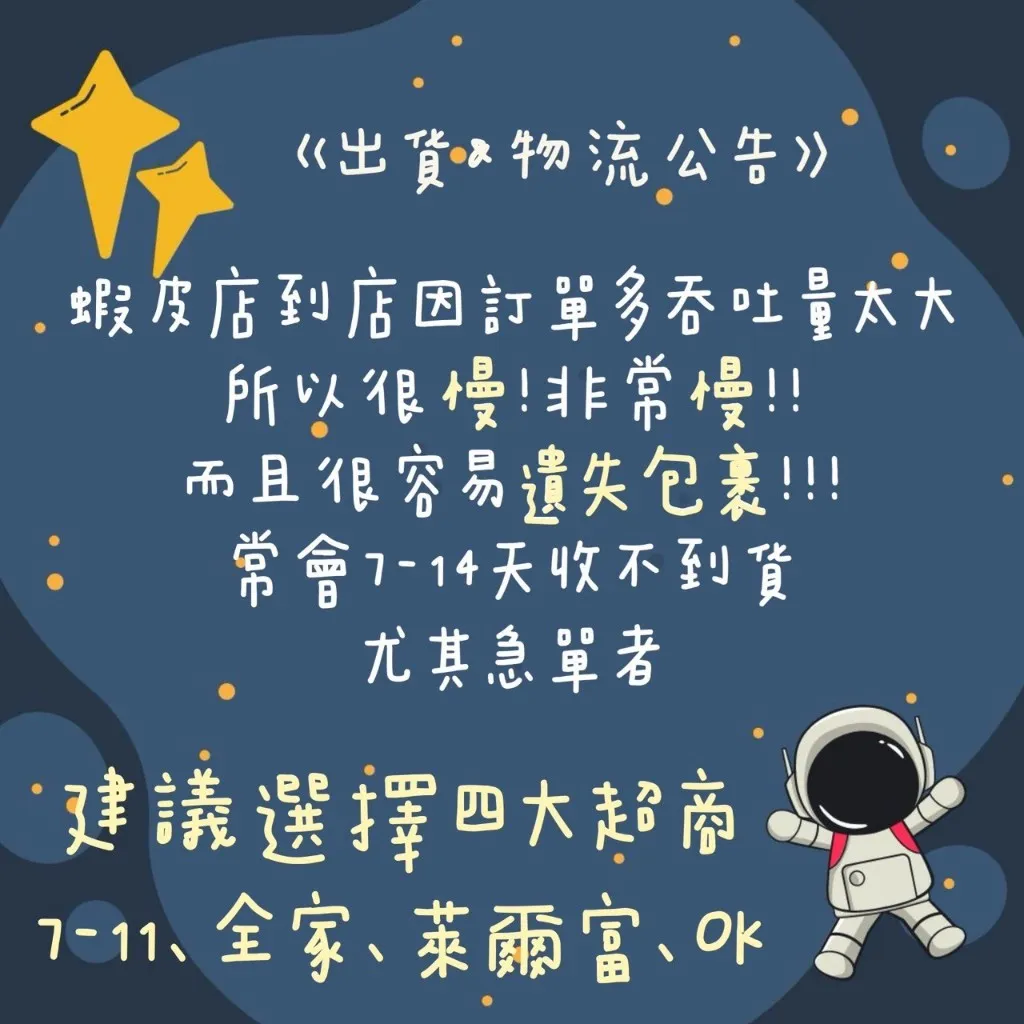 《出貨&物流公告》
蝦皮店到店因訂單多吞吐量太大
所以很慢!非常慢!!
而且很容易遺失包裹!!!
常會7-14天收不到貨
尤其急單者
建議選擇四大超商
7-11、全家、萊爾富、OK